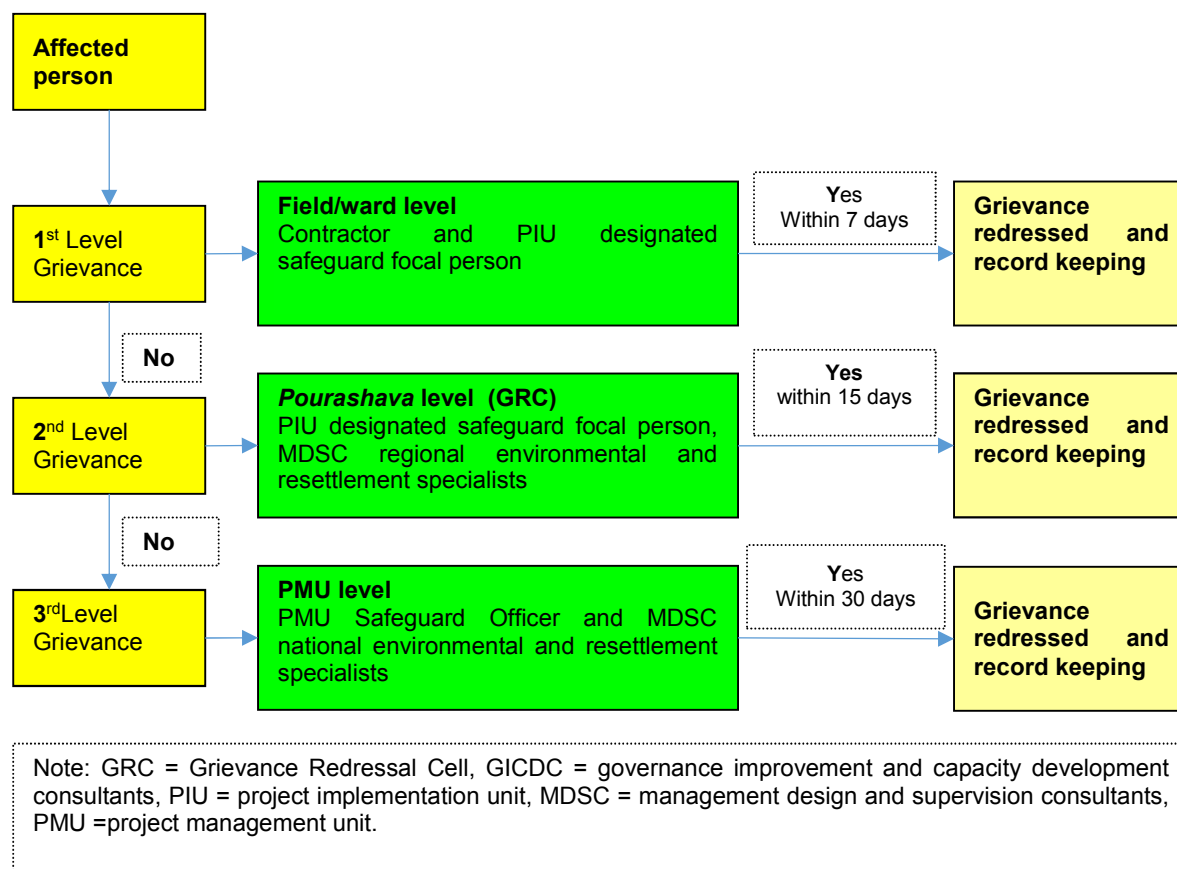 Affected
person
1st Level
Grievance
Field/ward level
Contractor and PIU designated
safeguard focal person
Yes
Within 7 days
Grievance
redressed and
record keeping
No
2nd Level
Grievance
Pourashava level (GRC)
PIU designated safeguard focal person,
MDSC regional environmental and
resettlement specialists
Yes
within 15 days
Grievance
redressed and
record keeping
No
3rdLevel
Grievance
PMU level
PMU Safeguard Officer and MDSC
national environmental and resettlement
specialists
Yes
Within 30 days
Grievance
redressed and
record keeping
Note: GRC = Grievance Redressal Cell, GICDC = governance improvement and capacity development
consultants, PIU = project implementation unit, MDSC = management design and supervision consultants,
PMU =project management unit.